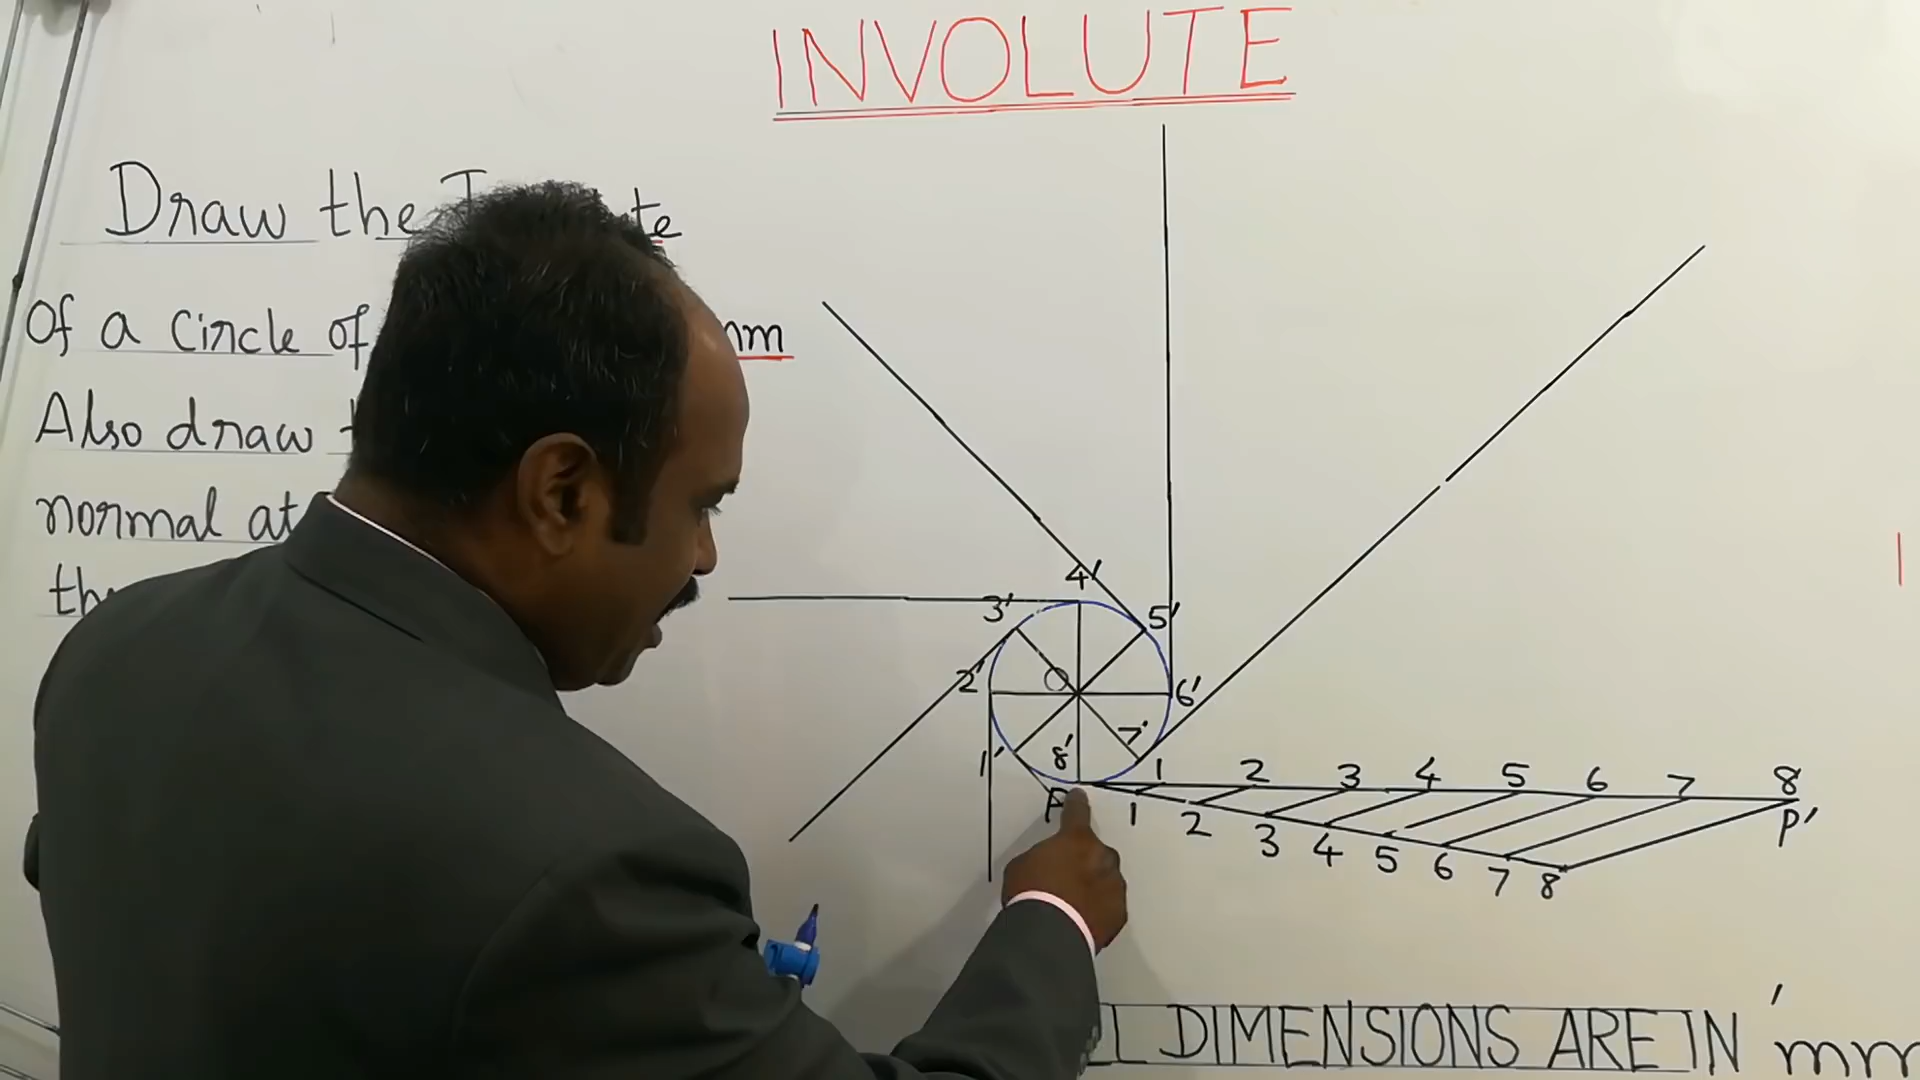 INVOLUTE
Draw the
Of a Circle of mm
Also draw
normal at
4'
3' 5'
2' O 6'
7'
1' 8' 1 2 3 4 5 6 7 8
P'
1 2 3 4 5 6 7 8
DIMENSIONS ARE IN 'mm